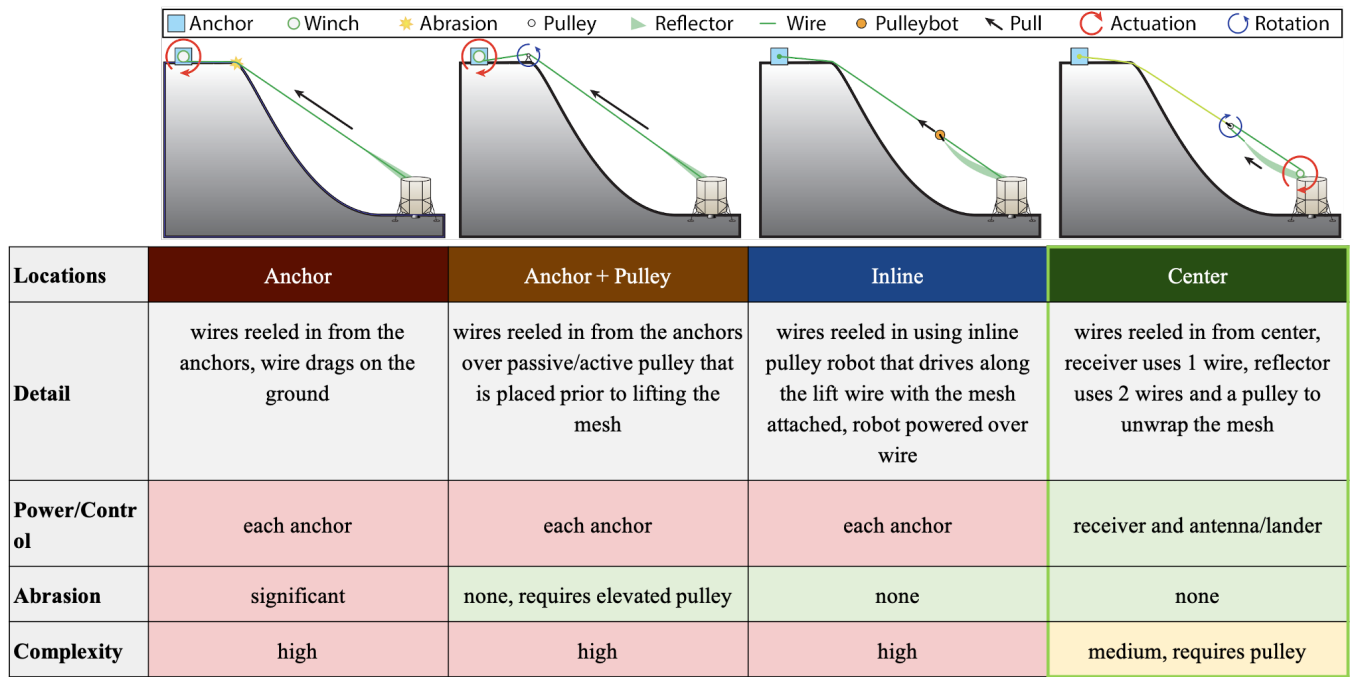 Anchor Winch Abrasion Pulley Reflector Wire Pulleybot Pull Actuation Rotation
Locations
Anchor
Anchor + Pulley
Inline
Center
Detail
wires reeled in from the
anchors, wire drags on the
ground
wires reeled in from the anchors
over passive/active pulley that
is placed prior to lifting the
mesh
wires reeled in using inline
pulley robot that drives along
the lift wire with the mesh
attached, robot powered over
wire
wires reeled in from center,
receiver uses 1 wire, reflector
uses 2 wires and a pulley to
unwrap the mesh
Power/Contr
ol
each anchor
each anchor
each anchor
receiver and antenna/lander
Abrasion
significant
none, requires elevated pulley
none
none
Complexity
high
high
high
medium, requires pulley